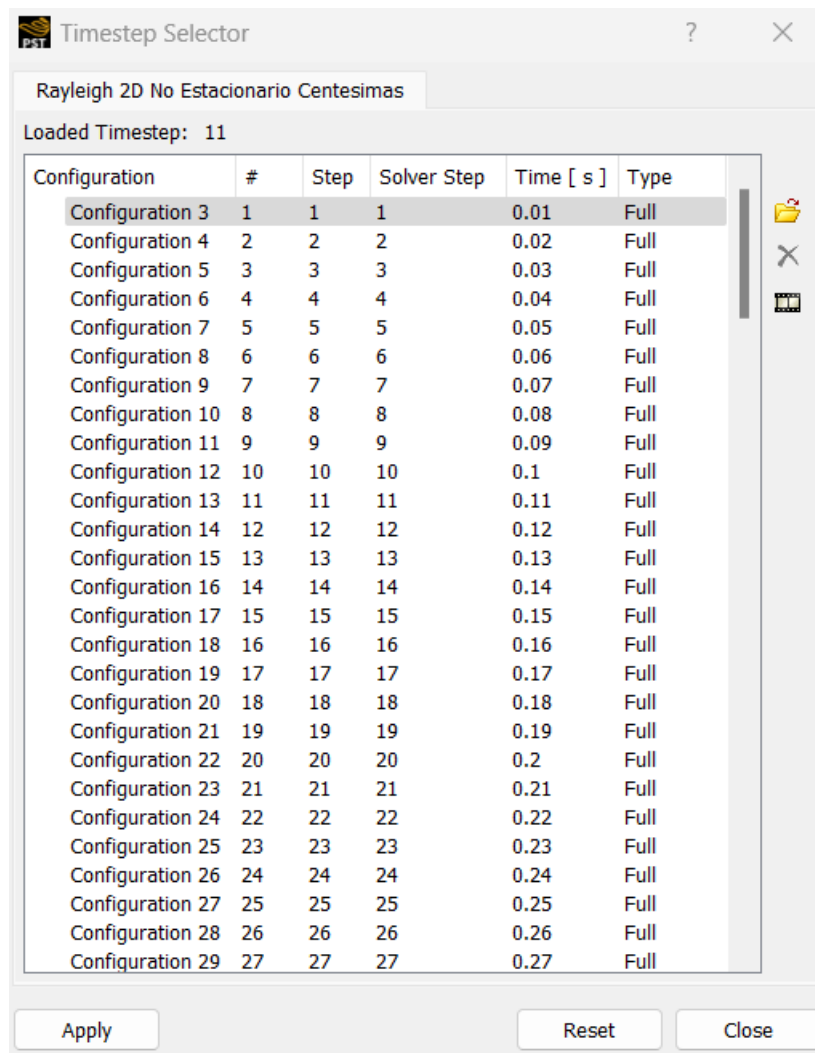 PST Timestep Selector ?
Rayleigh 2D No Estacionario Centesimas
Loaded Timestep: 11
Configuration # Step Solver Step Time [ s ] Type
Configuration 3 1 1 1 0.01 Full
Configuration 4 2 2 2 0.02 Full
Configuration 5 3 3 3 0.03 Full
Configuration 6 4 4 4 0.04 Full
Configuration 7 5 5 5 0.05 Full
Configuration 8 6 6 6 0.06 Full
Configuration 9 7 7 7 0.07 Full
Configuration 10 8 8 8 0.08 Full
Configuration 11 9 9 9 0.09 Full
Configuration 12 10 10 10 0.1 Full
Configuration 13 11 11 11 0.11 Full
Configuration 14 12 12 12 0.12 Full
Configuration 15 13 13 13 0.13 Full
Configuration 16 14 14 14 0.14 Full
Configuration 17 15 15 15 0.15 Full
Configuration 18 16 16 16 0.16 Full
Configuration 19 17 17 17 0.17 Full
Configuration 20 18 18 18 0.18 Full
Configuration 21 19 19 19 0.19 Full
Configuration 22 20 20 20 0.2 Full
Configuration 23 21 21 21 0.21 Full
Configuration 24 22 22 22 0.22 Full
Configuration 25 23 23 23 0.23 Full
Configuration 26 24 24 24 0.24 Full
Configuration 27 25 25 25 0.25 Full
Configuration 28 26 26 26 0.26 Full
Configuration 29 27 27 27 0.27 Full
Apply Reset Close